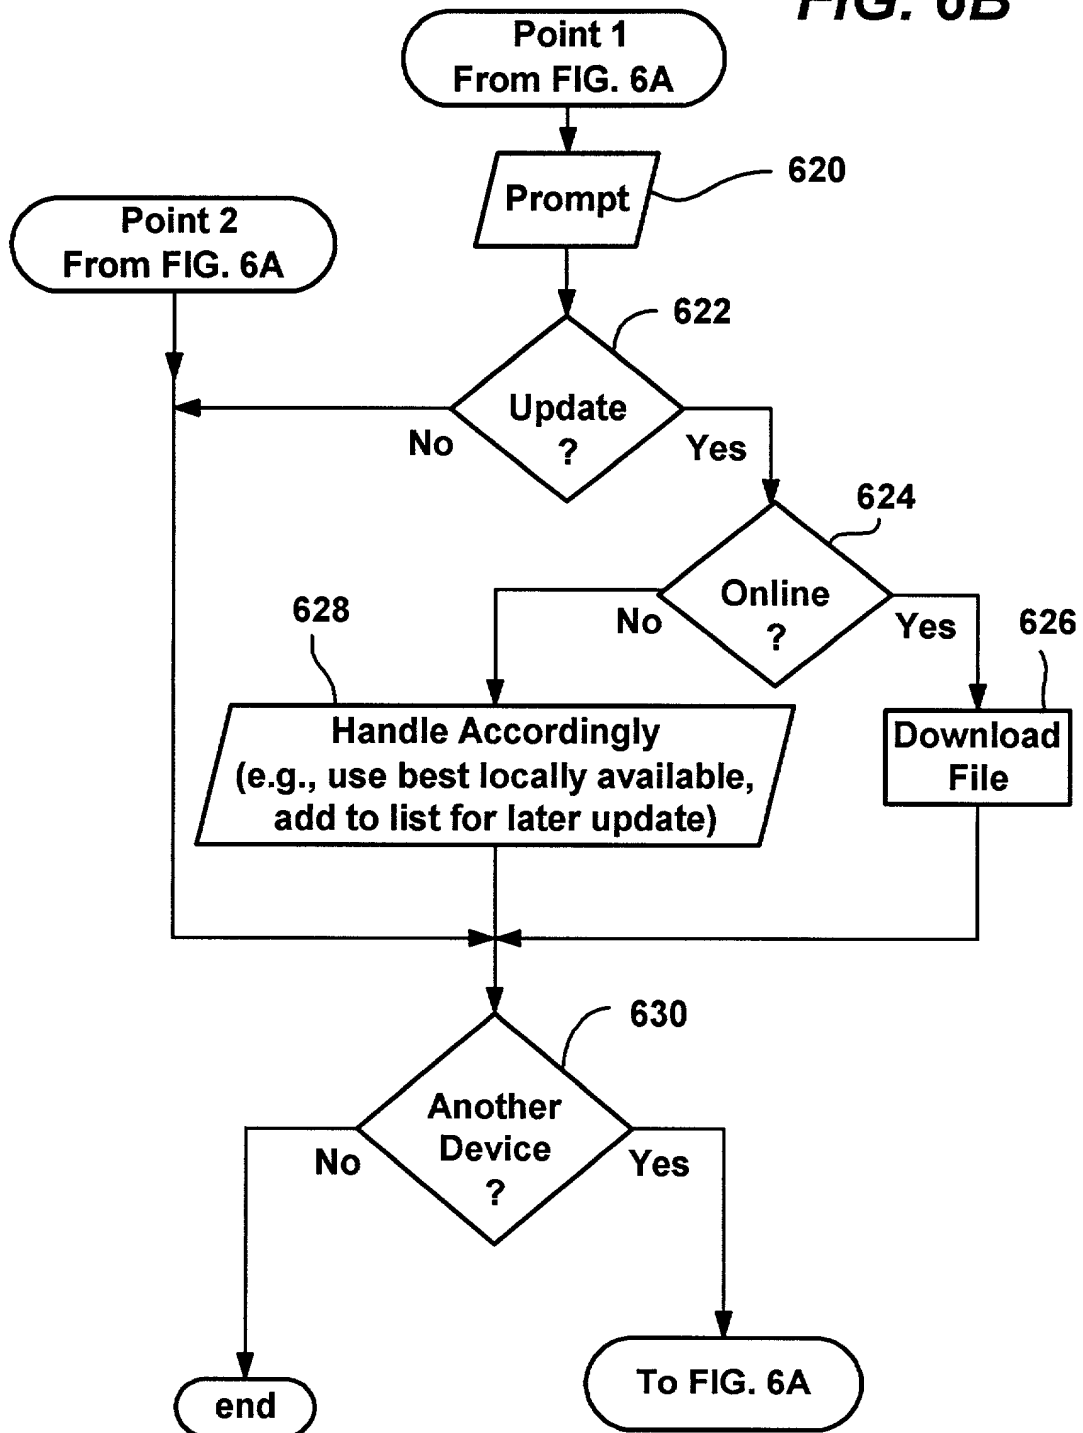 FIG. 6B
Point 1
From FIG. 6A
Prompt
620
Point 2
From FIG. 6A
622
Update
?
No
Yes
624
Online
?
No
Yes
628
626
Handle Accordingly
(e.g., use best locally available,
add to list for later update)
Download
File
630
Another
Device
?
No
Yes
end
To FIG. 6A